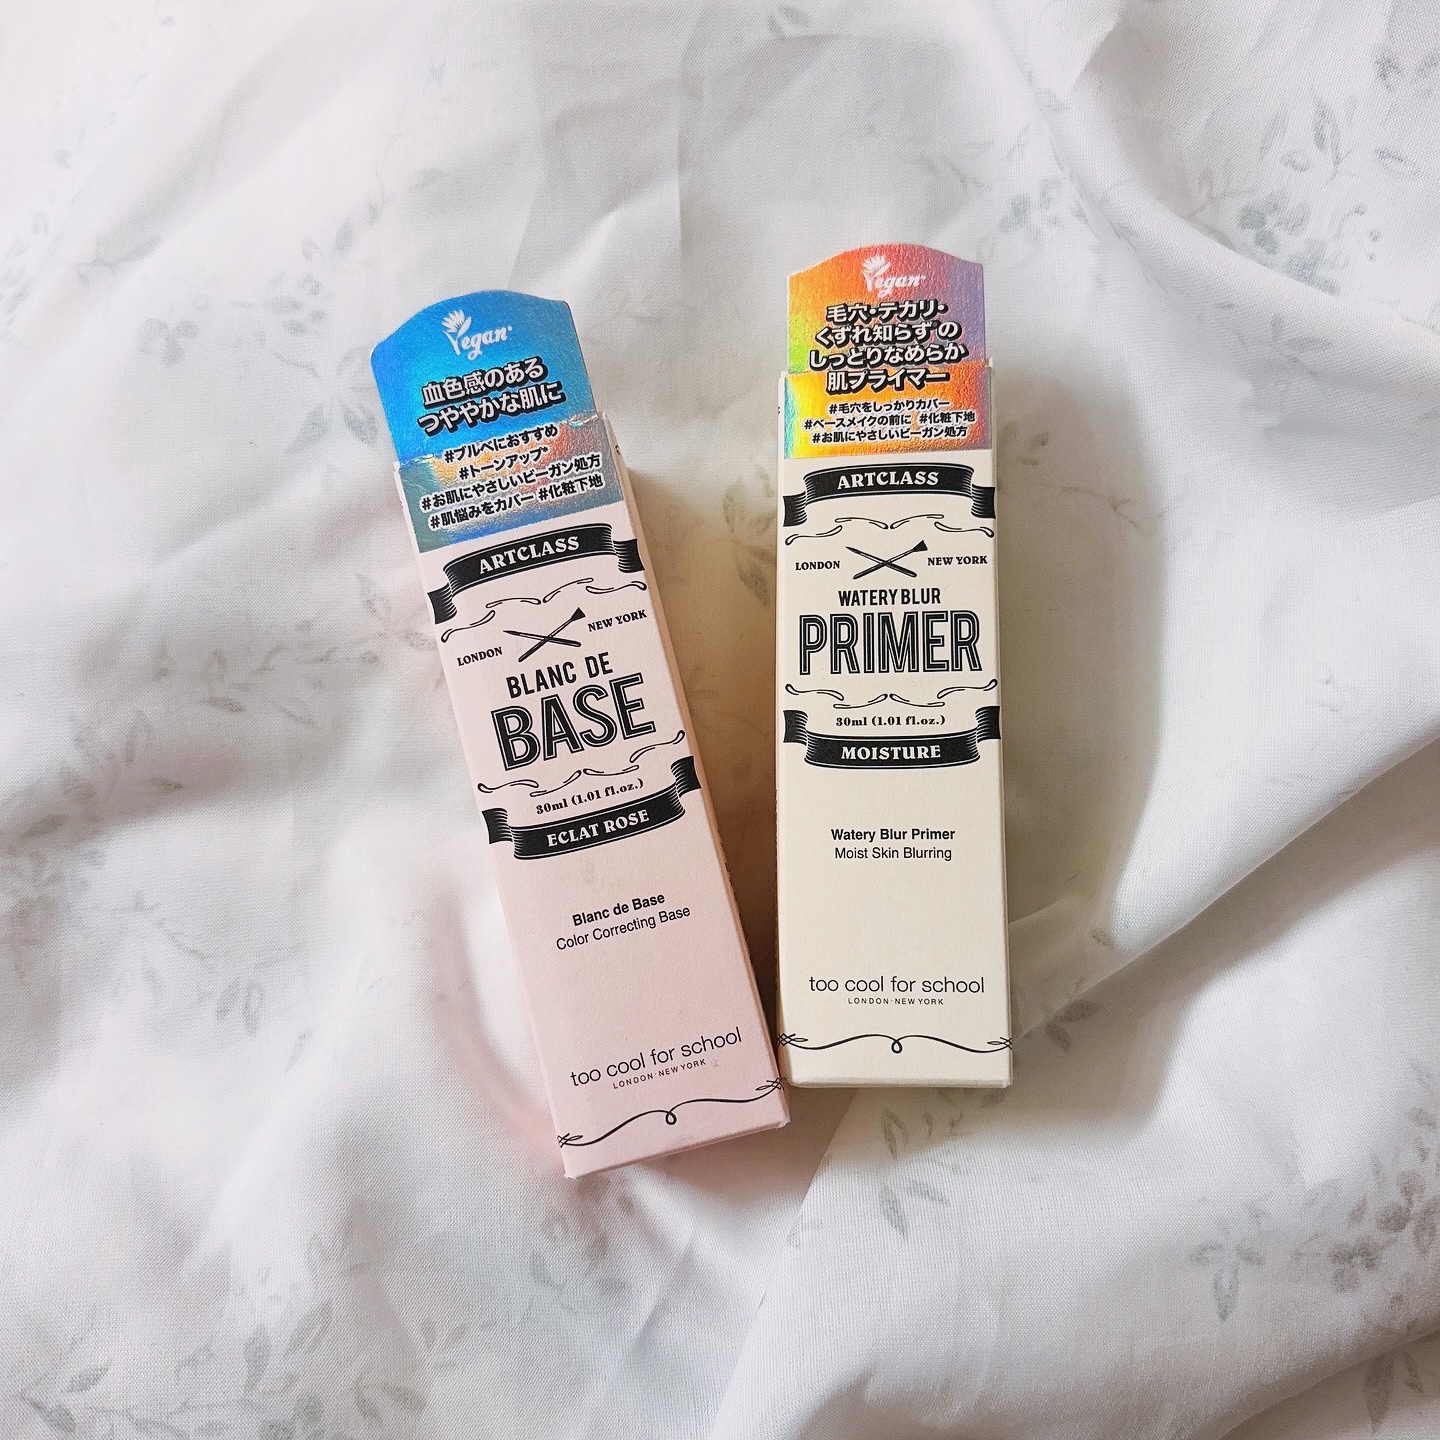 Vegan
血色感のある
つややかな肌に
#ブルベにおすすめ
#トーンアップ*
#お肌にやさしいビーガン処方
#肌悩みをカバー #化粧下地
ARTCLASS
LONDON NEW YORK
BLANC DE
BASE
30ml (1.01 fl.oz.)
ECLAT ROSE
Blanc de Base
Color Correcting Base
too cool for school
LONDON·NEW YORK
Vegan
毛穴・テカリ・
くずれ知らず*の
しっとりなめらか
肌プライマー
#毛穴をしっかりカバー
#ベースメイクの前に #化粧下地
#お肌にやさしいビーガン処方
ARTCLASS
LONDON NEW YORK
WATERY BLUR
PRIMER
30ml (1.01 fl.oz.)
MOISTURE
Watery Blur Primer
Moist Skin Blurring
too cool for school
LONDON·NEW YORK